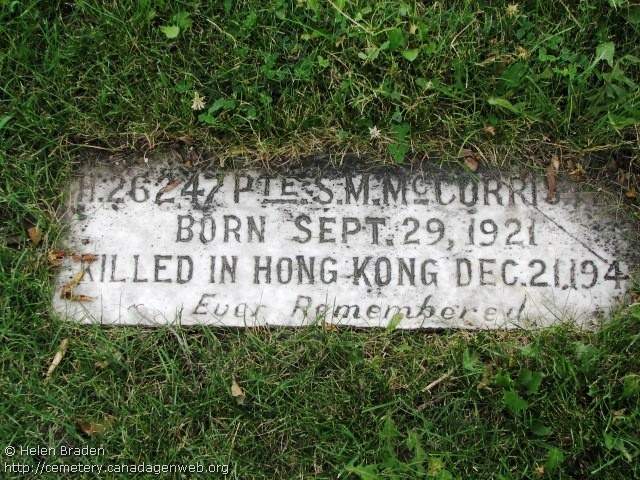 H.26247 PTE. S.M. MCCORRIS
BORN SEPT. 29, 1921
KILLED IN HONG KONG DEC. 21, 194
Ever Remembered
© Helen Braden
http://cemetery.canadagenweb.org